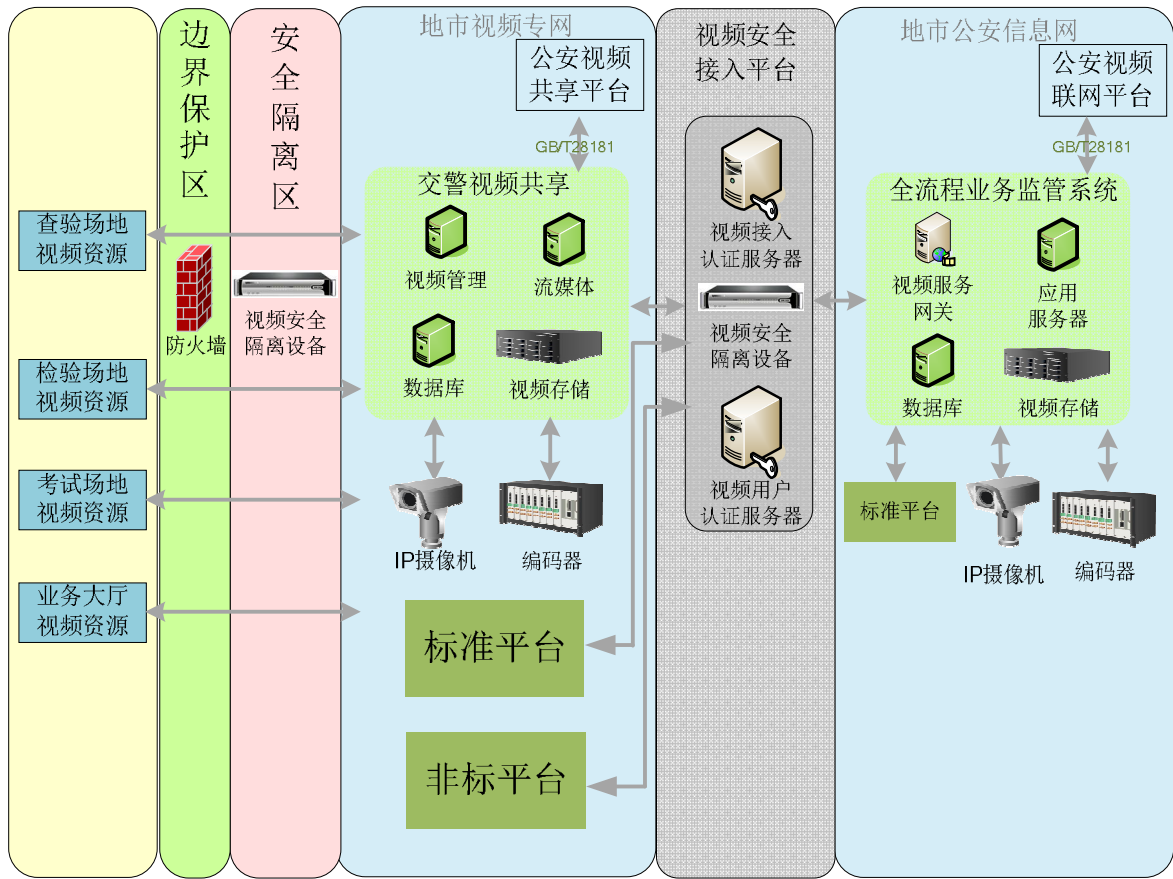 边界保护区
安全隔离区
地市视频专网
视频安全
接入平台
地市公安信息网
公安视频
共享平台
公安视频
联网平台
GB/T28181
GB/T28181
查验场地
视频资源
检验场地
视频资源
考试场地
视频资源
业务大厅
视频资源
防火墙
视频安全
隔离设备
交警视频共享
视频管理
流媒体
数据库
视频存储
IP摄像机
编码器
标准平台
非标平台
视频接入
认证服务器
视频安全
隔离设备
视频用户
认证服务器
全流程业务监管系统
视频服务
网关
应用
服务器
数据库
视频存储
标准平台
IP摄像机
编码器